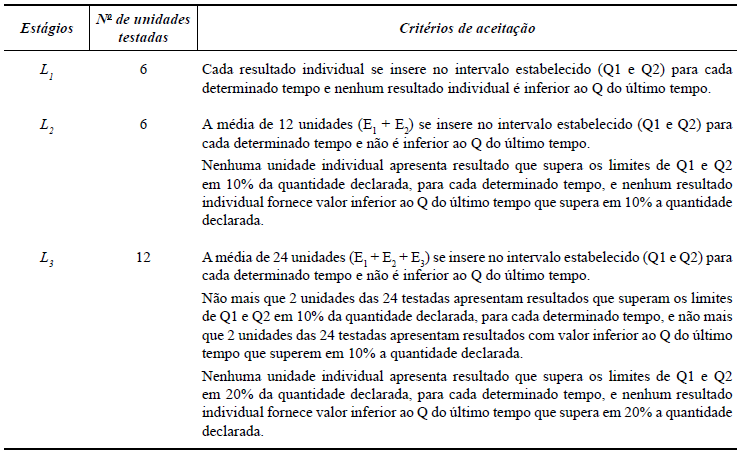 Estágios
Nº de unidades
testadas
Critérios de aceitação
L1
6
Cada resultado individual se insere no intervalo estabelecido (Q1 e Q2) para cada
determinado tempo e nenhum resultado individual é inferior ao Q do último tempo.
L2
6
A média de 12 unidades (E1 + E2) se insere no intervalo estabelecido (Q1 e Q2) para
cada determinado tempo e não é inferior ao Q do último tempo.
Nenhuma unidade individual apresenta resultado que supera os limites de Q1 e Q2
em 10% da quantidade declarada, para cada determinado tempo, e nenhum resultado
individual fornece valor inferior ao Q do último tempo que supera em 10% a quantidade
declarada.
L3
12
A média de 24 unidades (E1 + E2 + E3) se insere no intervalo estabelecido (Q1 e Q2) para
cada determinado tempo e não é inferior ao Q do último tempo.
Não mais que 2 unidades das 24 testadas apresentam resultados que superam os limites
de Q1 e Q2 em 10% da quantidade declarada, para cada determinado tempo, e não mais
que 2 unidades das 24 testadas apresentam resultados com valor inferior ao Q do último
tempo que superem em 10% a quantidade declarada.
Nenhuma unidade individual apresenta resultado que supera os limites de Q1 e Q2
em 20% da quantidade declarada, para cada determinado tempo, e nenhum resultado
individual fornece valor inferior ao Q do último tempo que supera em 20% a quantidade
declarada.